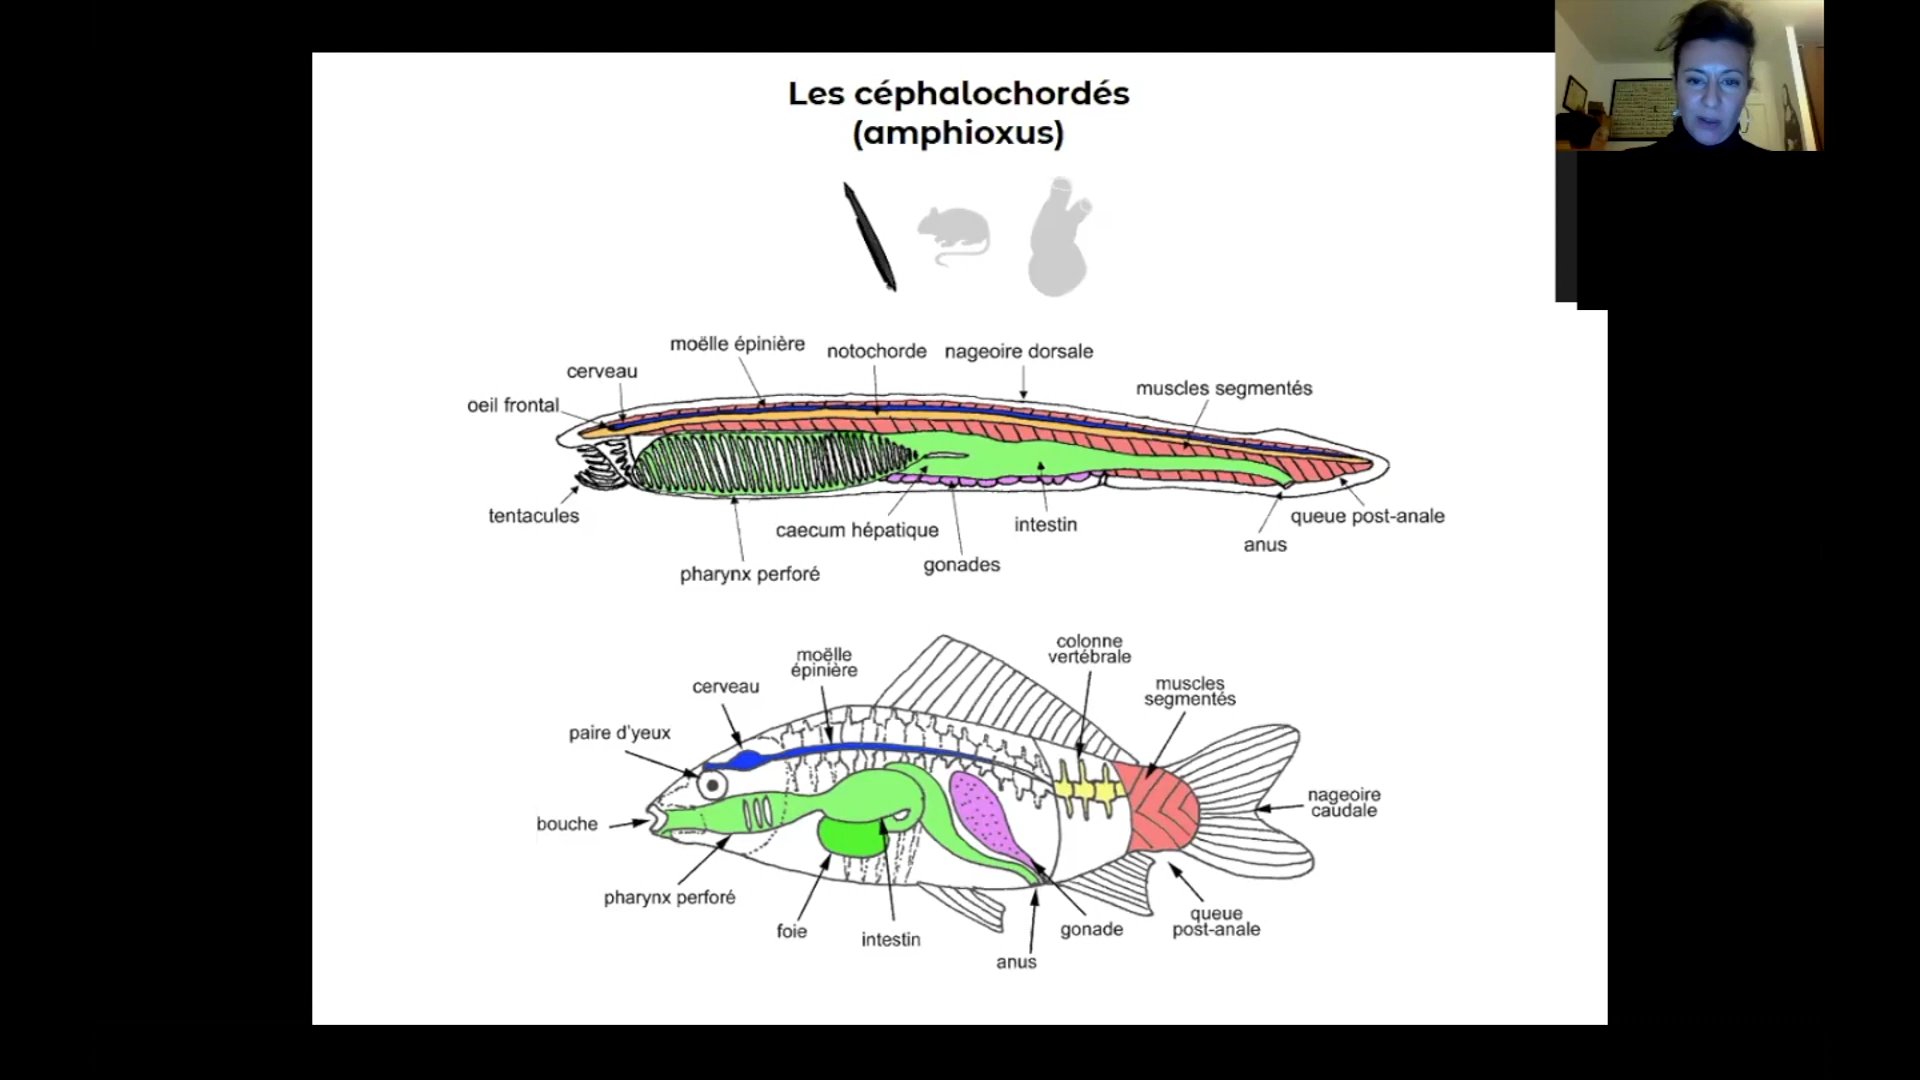 Les céphalochordés
(amphioxus)
moëlle épinière
notochorde
nageoire dorsale
cerveau
muscles segmentés
oeil frontal
tentacules
caecum hépatique
intestin
queue post-anale
anus
gonades
pharynx perforé
colonne
vertébrale
moëlle
épinière
cerveau
muscles
segmentés
paire d'yeux
nageoire
caudale
bouche
pharynx perforé
foie
intestin
gonade
queue
post-anale
anus